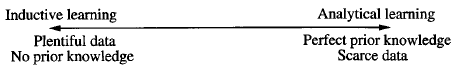 Inductive learning
Analytical learning
Plentiful data
No prior knowledge
Perfect prior knowledge
Scarce data